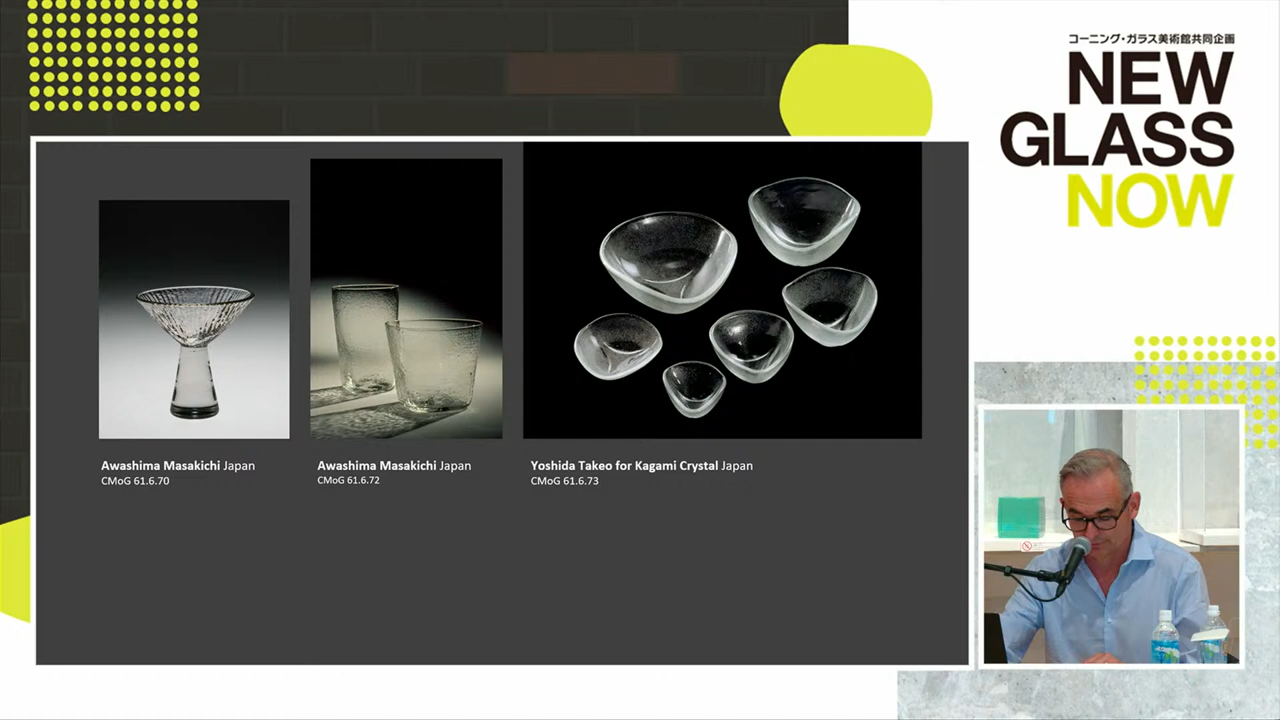 コーニング・ガラス美術館共同企画
NEW
GLASS
NOW
Awashima Masakichi Japan
CMoG 61.6.70
Awashima Masakichi Japan
CMoG 61.6.72
Yoshida Takeo for Kagami Crystal Japan
CMoG 61.6.73